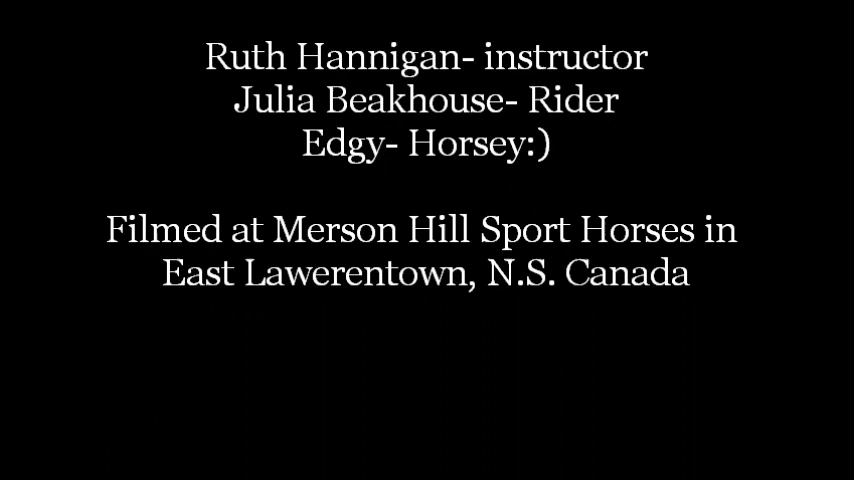 Ruth Hannigan- instructor
Julia Beakhouse- Rider
Edgy- Horsey:)
Filmed at Merson Hill Sport Horses in
East Lawerentown, N.S. Canada